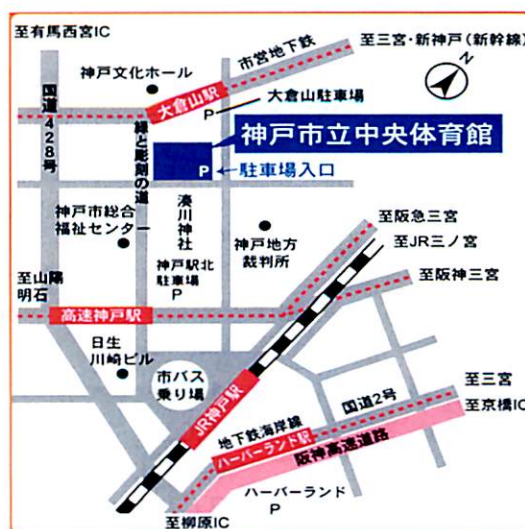 至有馬西宮IC
市営地下鉄
至三宮・新神戸(新幹線)
N
神戸文化ホール
国道428号
大倉山駅
P
大倉山駐車場
緑と彫刻の道
神戸市立中央体育館
P
駐車場入口
湊川神社
神戸市総合
福祉センター
神戸地方
裁判所
至阪急三宮
至JR三ノ宮
神戸駅北
駐車場
P
至山陽
明石
至阪神三宮
高速神戸駅
日生
川崎ビル
市バス
乗り場
JR神戸駅
国道2号
至三宮
至京橋IC
地下鉄海岸線
ハーバーランド駅
阪神高速道路
ハーバーランド
P
至柳原IC